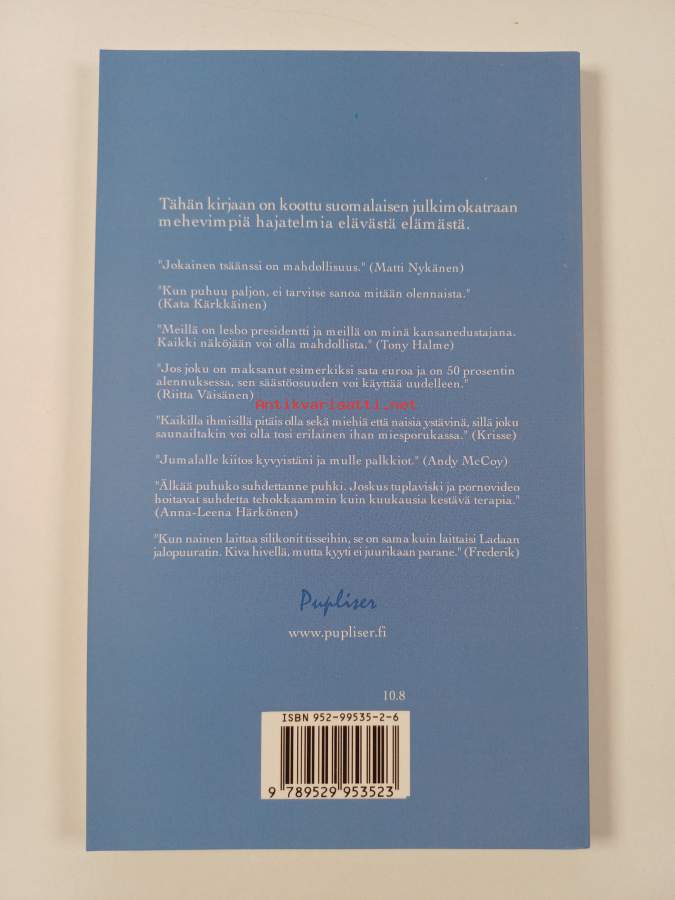 Tähän kirjaan on koottu suomalaisen julkimokatraan
mehevimpiä hajatelmia elävästä elämästä.
"Jokainen tsäänssi on mahdollisuus." (Matti Nykänen)
"Kun puhuu paljon, ei tarvitse sanoa mitään olennaista."
(Kata Kärkkäinen)
"Meillä on lesbo presidentti ja meillä on minä kansanedustajana.
Kaikki näköjään voi olla mahdollista." (Tony Halme)
"Jos joku on maksanut esimerkiksi sata euroa ja on 50 prosentin
alennuksessa, sen säästöosuuden voi käyttää uudelleen."
(Riitta Väisänen)
Antikvariaatti.net
"Kaikilla ihmisillä pitäis olla sekä miehiä että naisia ystävinä, sillä joku
saunailtakin voi olla tosi erilainen ihan miesporukassa." (Krisse)
"Jumalalle kiitos kyvyistäni ja mulle palkkiot." (Andy McCoy)
"Älkää puhuko suhdettanne puhki. Joskus tuplaviski ja pornovideo
hoitavat suhdetta tehokkaammin kuin kuukausia kestävä terapia."
(Anna-Leena Härkönen)
"Kun nainen laittaa silikonit tisseihin, se on sama kuin laittaisi Ladaan
jalopuuratin. Kiva hivellä, mutta kyyti ei juurikaan parane." (Frederik)
Pupliser
www.pupliser.fi
10.8
ISBN 952-99535-2-6
9 789529 953523